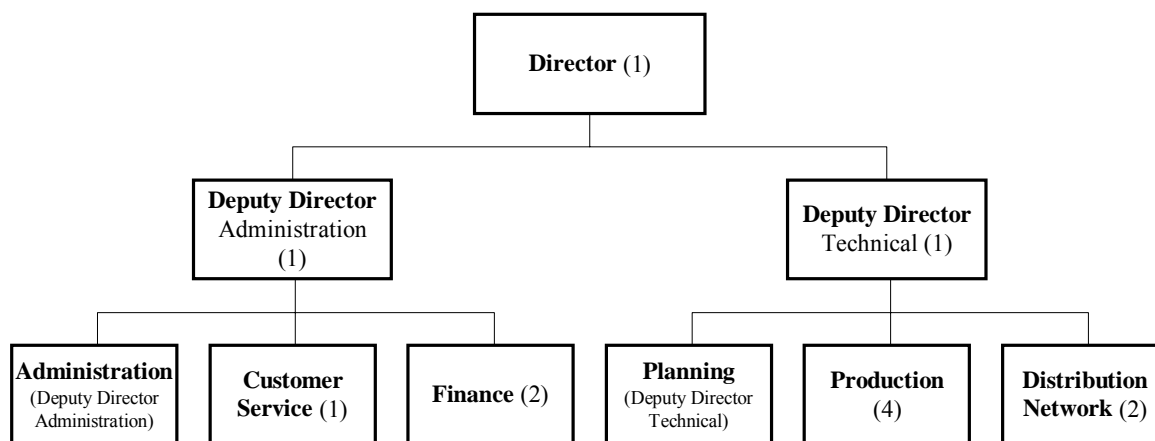 Director (1)
Deputy Director
Administration
(1)
Deputy Director
Technical (1)
Administration
(Deputy Director
Administration)
Customer
Service (1)
Finance (2)
Planning
(Deputy Director
Technical)
Production
(4)
Distribution
Network (2)